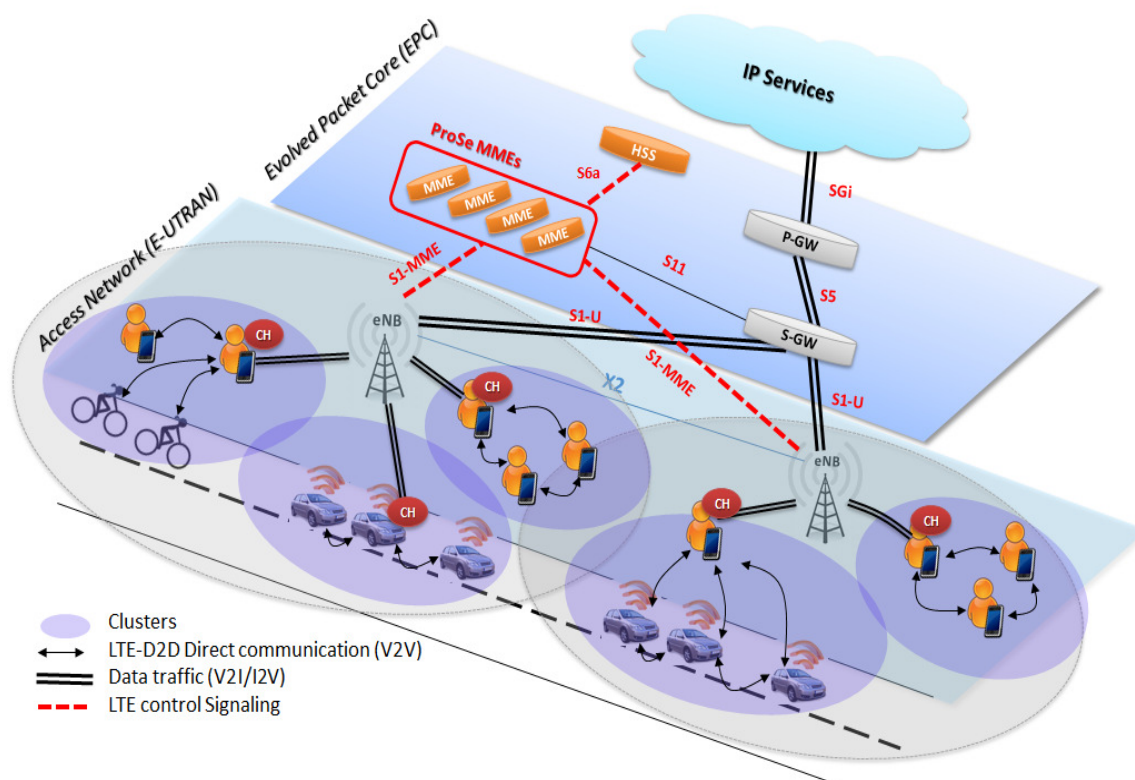 Evolved Packet Core (EPC)
IP Services
ProSe MMEs
HSS
S6a
SGi
MME
MME
MME
MME
P-GW
S1-MME
S11
S5
Access Network (E-UTRAN)
eNB
S1-U
S-GW
CH
S1-MME
X2
S1-U
CH
eNB
CH
CH
CH
Clusters
LTE-D2D Direct communication (V2V)
Data traffic (V2I/I2V)
LTE control Signaling